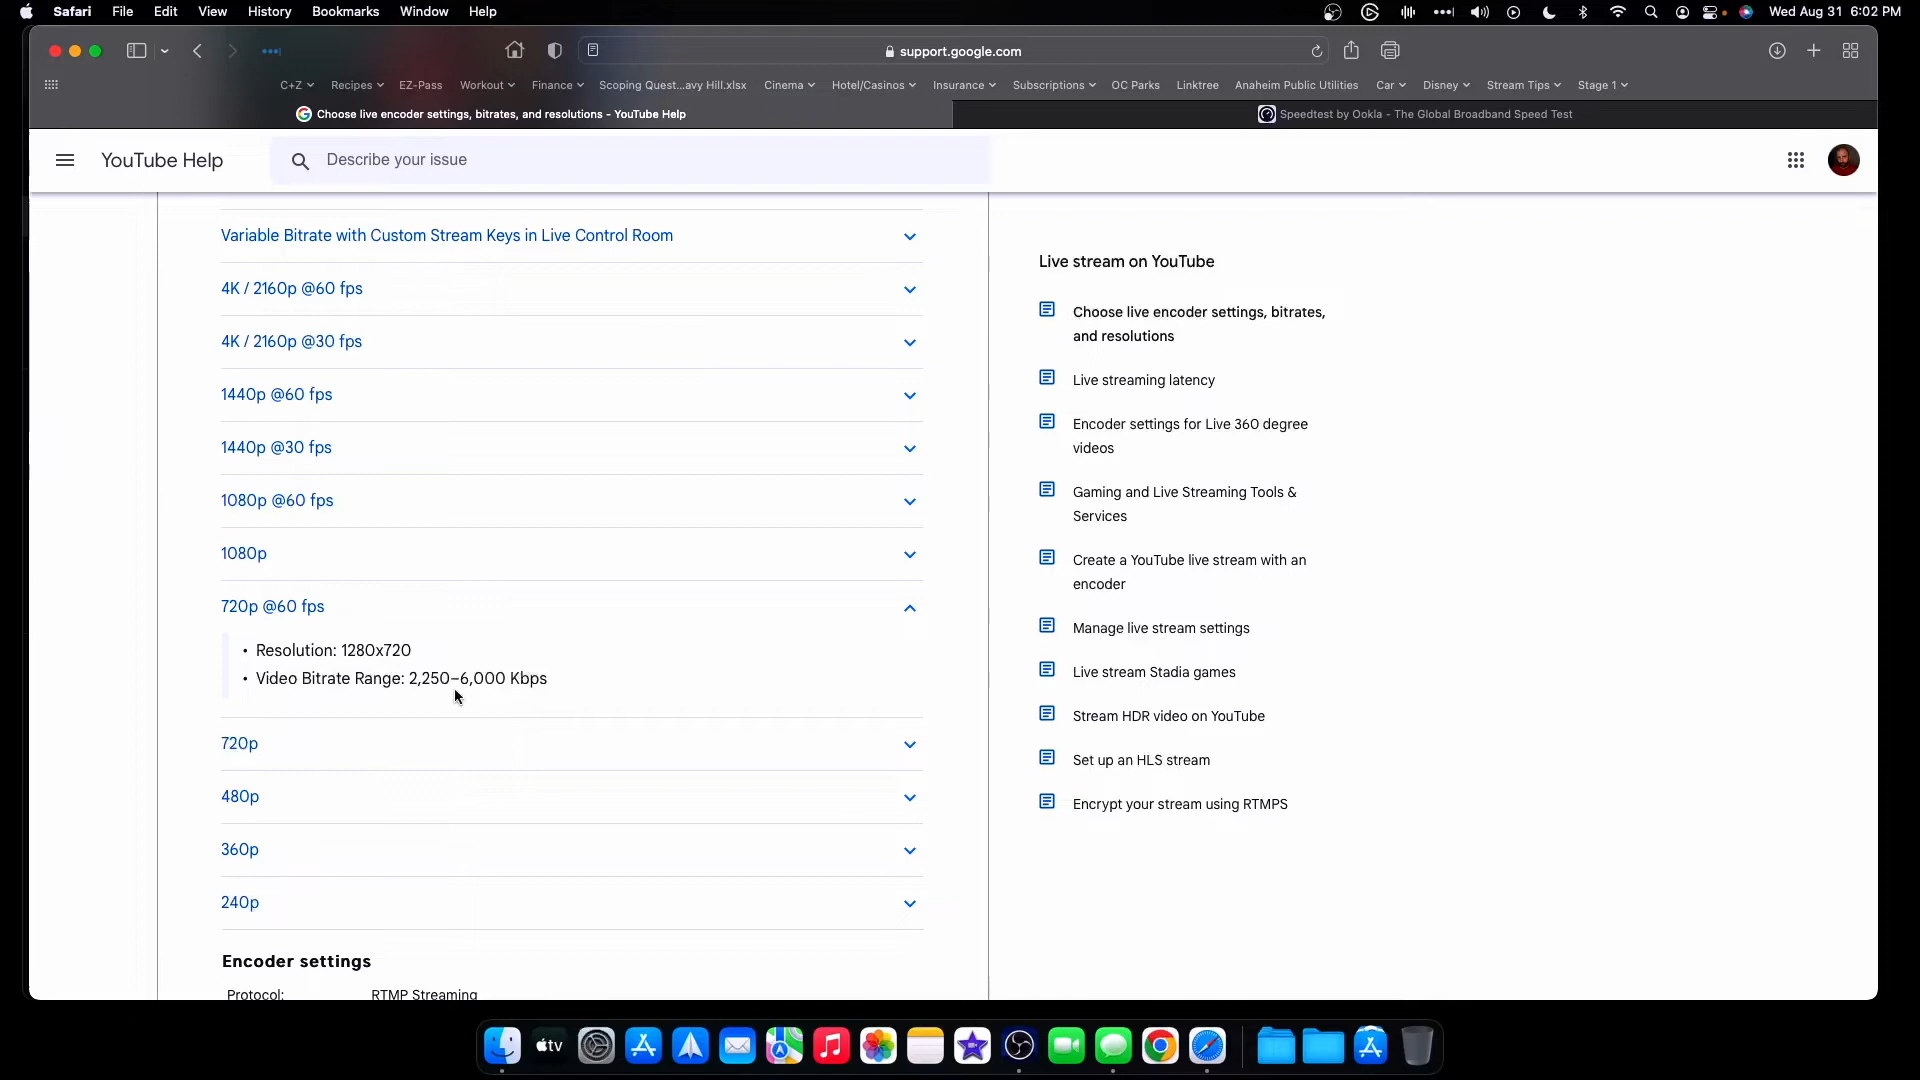 Safari File Edit View History Bookmarks Window Help
Wed Aug 31 6:02 PM
support.google.com
C+Z Recipes EZ-Pass Workout Finance Scoping Quest...avy Hill.xlsx Cinema Hotel/Casinos Insurance Subscriptions OC Parks Linktree Anaheim Public Utilities Car Disney Stream Tips Stage 1
Choose live encoder settings, bitrates, and resolutions - YouTube Help
Speedtest by Ookla - The Global Broadband Speed Test
YouTube Help
Describe your issue
Variable Bitrate with Custom Stream Keys in Live Control Room
4K / 2160p @60 fps
4K / 2160p @30 fps
1440p @60 fps
1440p @30 fps
1080p @60 fps
1080p
720p @60 fps
• Resolution: 1280x720
• Video Bitrate Range: 2,250–6,000 Kbps
720p
480p
360p
240p
Encoder settings
Protocol: RTMP Streaming
Live stream on YouTube
Choose live encoder settings, bitrates,
and resolutions
Live streaming latency
Encoder settings for Live 360 degree
videos
Gaming and Live Streaming Tools &
Services
Create a YouTube live stream with an
encoder
Manage live stream settings
Live stream Stadia games
Stream HDR video on YouTube
Set up an HLS stream
Encrypt your stream using RTMPS
tv